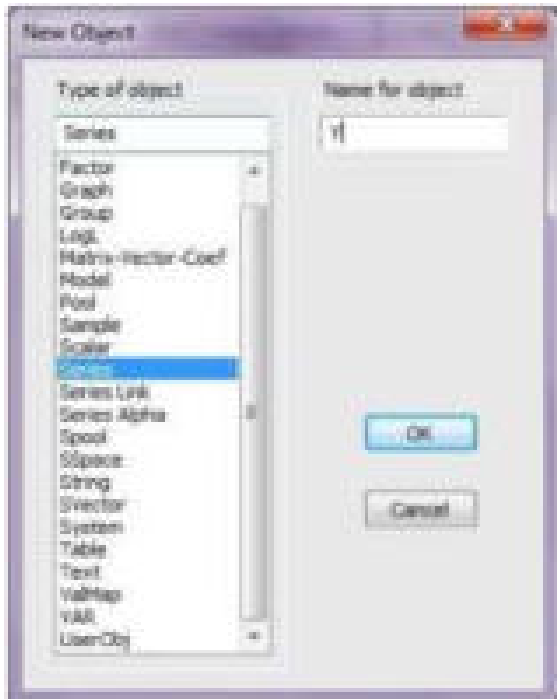 New Object
Type of object
Name for object
Series
Y
Factor
Graph
Group
LogL
Matrix-Vector-Coef
Model
Pool
Sample
Scalar
Series
Series Link
Series Alpha
Spool
SSpace
String
SVector
System
Table
Text
ValMap
VAR
UserObj
OK
Cancel